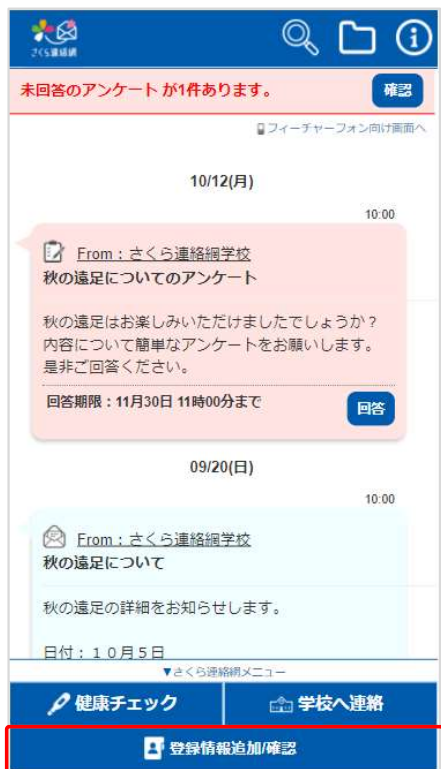 さくら連絡網
未回答のアンケート が1件あります。
確認
フィーチャーフォン向け画面へ
10/12(月)
10:00
From：さくら連絡網学校
秋の遠足についてのアンケート
秋の遠足はお楽しみいただけましたでしょうか？
内容について簡単なアンケートをお願いします。
是非ご回答ください。
回答期限：11月30日 11時00分まで
回答
09/20(日)
10:00
From：さくら連絡網学校
秋の遠足について
秋の遠足の詳細をお知らせします。
日付：１０月５日
▼さくら連絡網メニュー
健康チェック
学校へ連絡
登録情報追加/確認